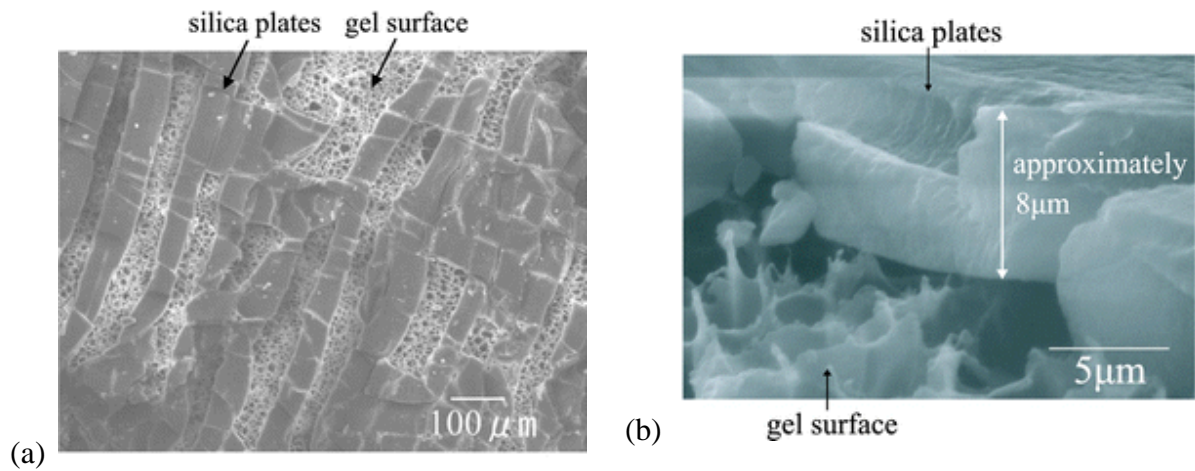 silica plates gel surface
100 μm
(a)
silica plates
approximately
8μm
5μm
gel surface
(b)